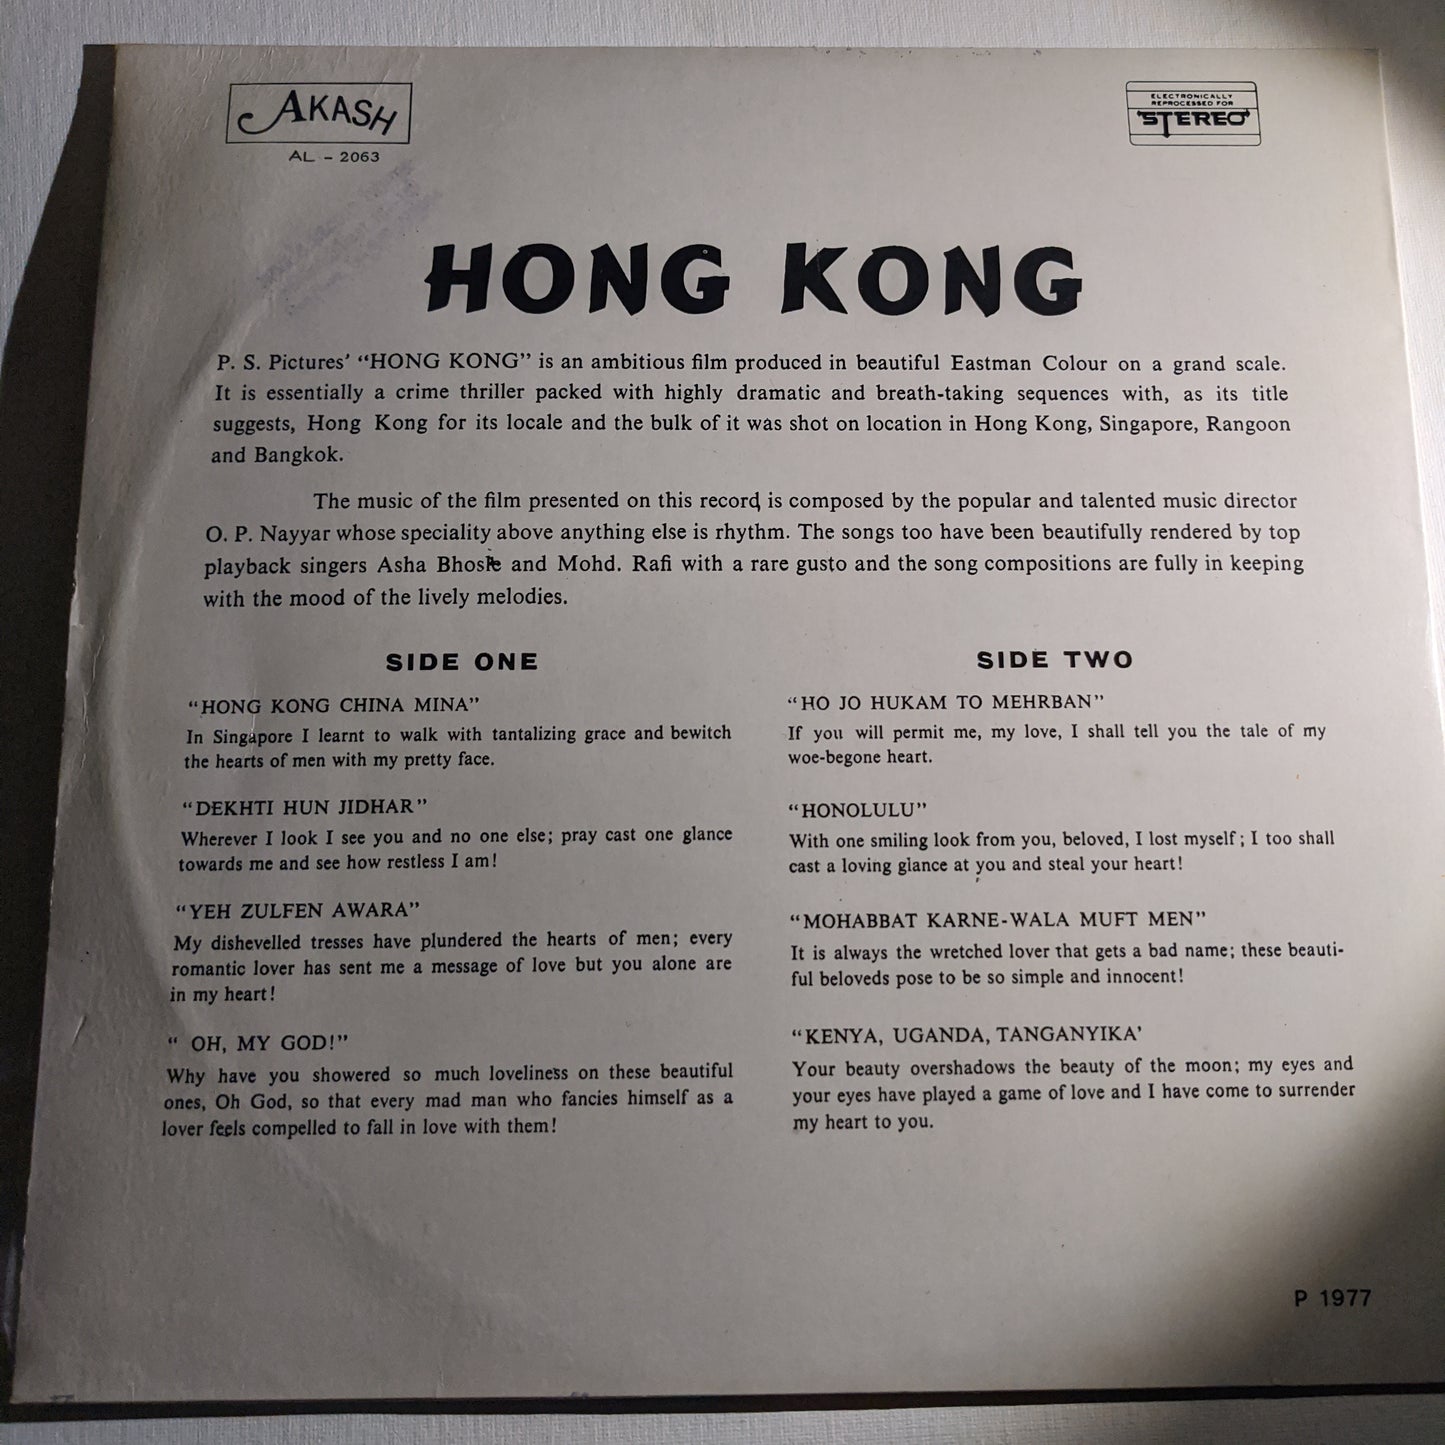 AKASH
AL - 2063
ELECTRONICALLY
REPROCESSED FOR
STEREO
HONG KONG
P. S. Pictures' “HONG KONG” is an ambitious film produced in beautiful Eastman Colour on a grand scale.
It is essentially a crime thriller packed with highly dramatic and breath-taking sequences with, as its title
suggests, Hong Kong for its locale and the bulk of it was shot on location in Hong Kong, Singapore, Rangoon
and Bangkok.
The music of the film presented on this record, is composed by the popular and talented music director
O. P. Nayyar whose speciality above anything else is rhythm. The songs too have been beautifully rendered by top
playback singers Asha Bhosle and Mohd. Rafi with a rare gusto and the song compositions are fully in keeping
with the mood of the lively melodies.
SIDE ONE
“HONG KONG CHINA MINA”
In Singapore I learnt to walk with tantalizing grace and bewitch
the hearts of men with my pretty face.
“DEKHTI HUN JIDHAR”
Wherever I look I see you and no one else; pray cast one glance
towards me and see how restless I am!
“YEH ZULFEN AWARA”
My dishevelled tresses have plundered the hearts of men; every
romantic lover has sent me a message of love but you alone are
in my heart!
“ OH, MY GOD!”
Why have you showered so much loveliness on these beautiful
ones, Oh God, so that every mad man who fancies himself as a
lover feels compelled to fall in love with them!
SIDE TWO
“HO JO HUKAM TO MEHRBAN”
If you will permit me, my love, I shall tell you the tale of my
woe-begone heart.
“HONOLULU”
With one smiling look from you, beloved, I lost myself; I too shall
cast a loving glance at you and steal your heart!
“MOHABBAT KARNE-WALA MUFT MEN”
It is always the wretched lover that gets a bad name; these beauti-
ful beloveds pose to be so simple and innocent!
“KENYA, UGANDA, TANGANYIKA’
Your beauty overshadows the beauty of the moon; my eyes and
your eyes have played a game of love and I have come to surrender
my heart to you.
P 1977